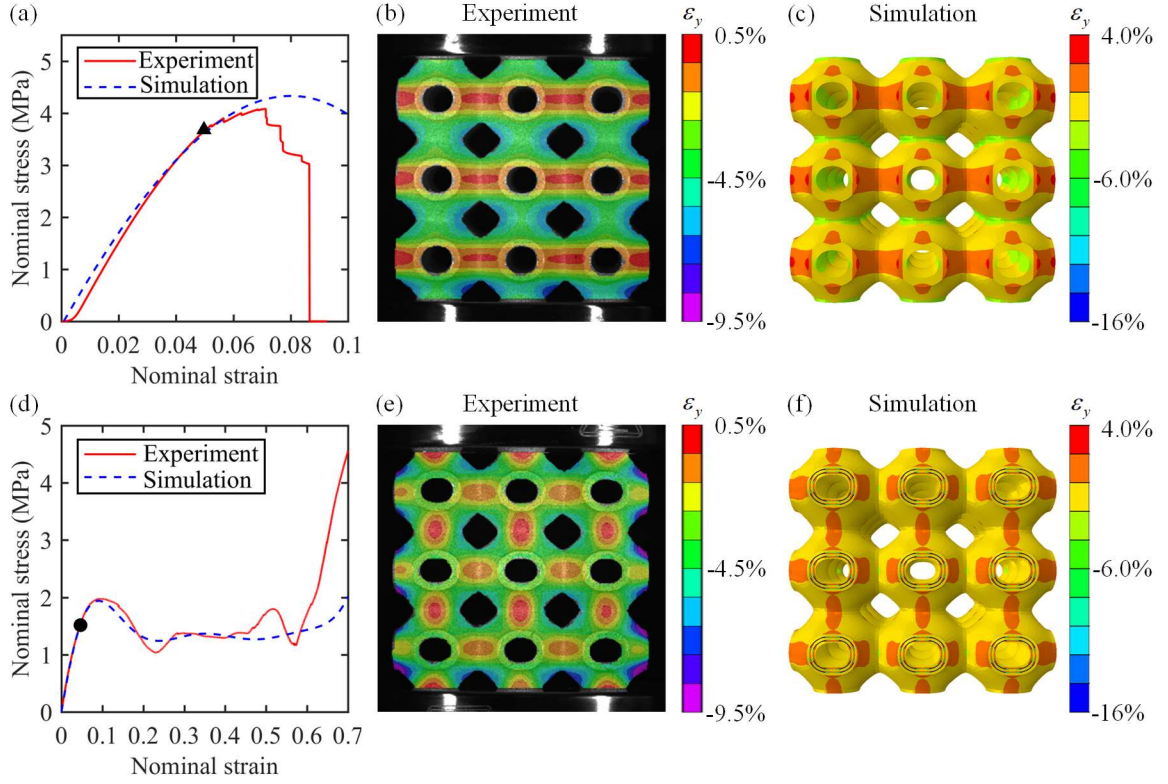 (a)
5
4
3
2
1
0
Nominal stress (MPa)
Experiment
Simulation
0 0.02 0.04 0.06 0.08 0.1
Nominal strain
(b) Experiment
εy
0.5%
-4.5%
-9.5%
(c) Simulation
εy
4.0%
-6.0%
-16%
(d)
5
4
3
2
1
0
Nominal stress (MPa)
Experiment
Simulation
0 0.1 0.2 0.3 0.4 0.5 0.6 0.7
Nominal strain
(e) Experiment
εy
0.5%
-4.5%
-9.5%
(f) Simulation
εy
4.0%
-6.0%
-16%